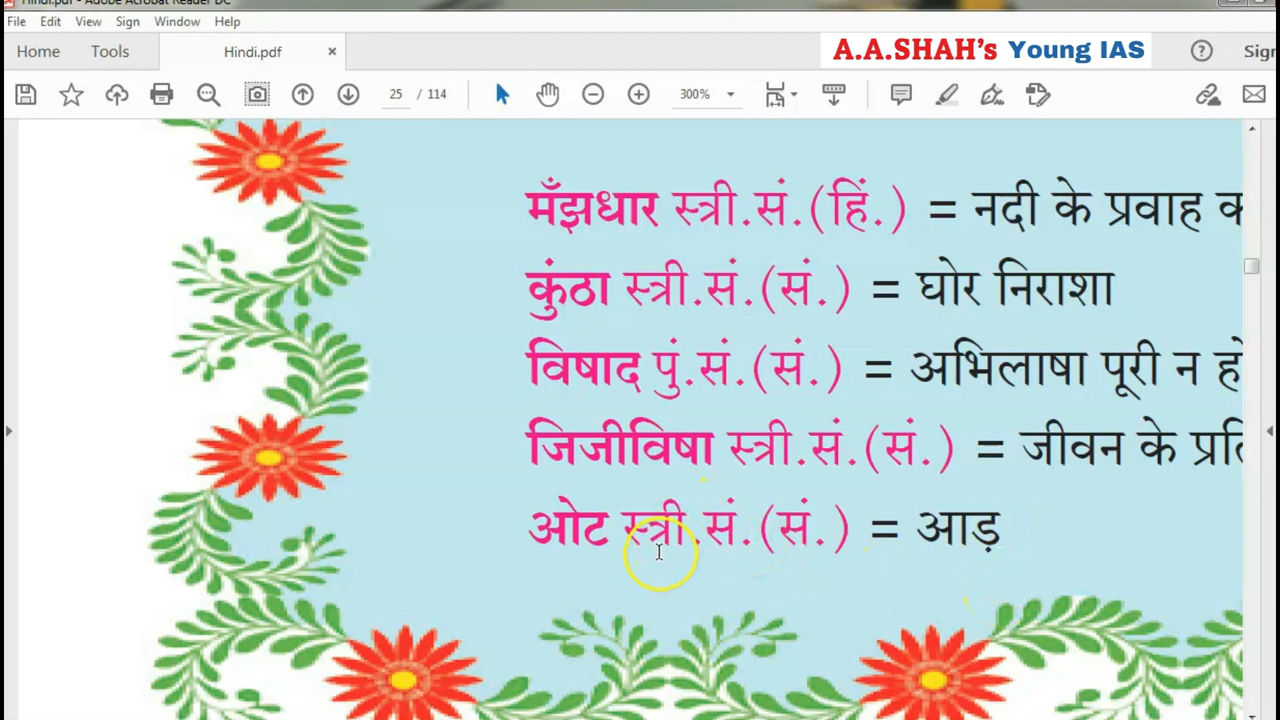 Hindi.pdf - Adobe Acrobat Reader DC
File Edit View Sign Window Help
Home Tools Hindi.pdf × A.A.SHAH's Young IAS ? Sign
25 / 114 300%
मँझधार स्त्री.सं.(हिं.) = नदी के प्रवाह
कुंठा स्त्री.सं.(सं.) = घोर निराशा
विषाद पुं.सं.(सं.) = अभिलाषा पूरी न
जिजीविषा स्त्री.सं.(सं.) = जीवन के
ओट स्त्री.सं.(सं.) = आड़